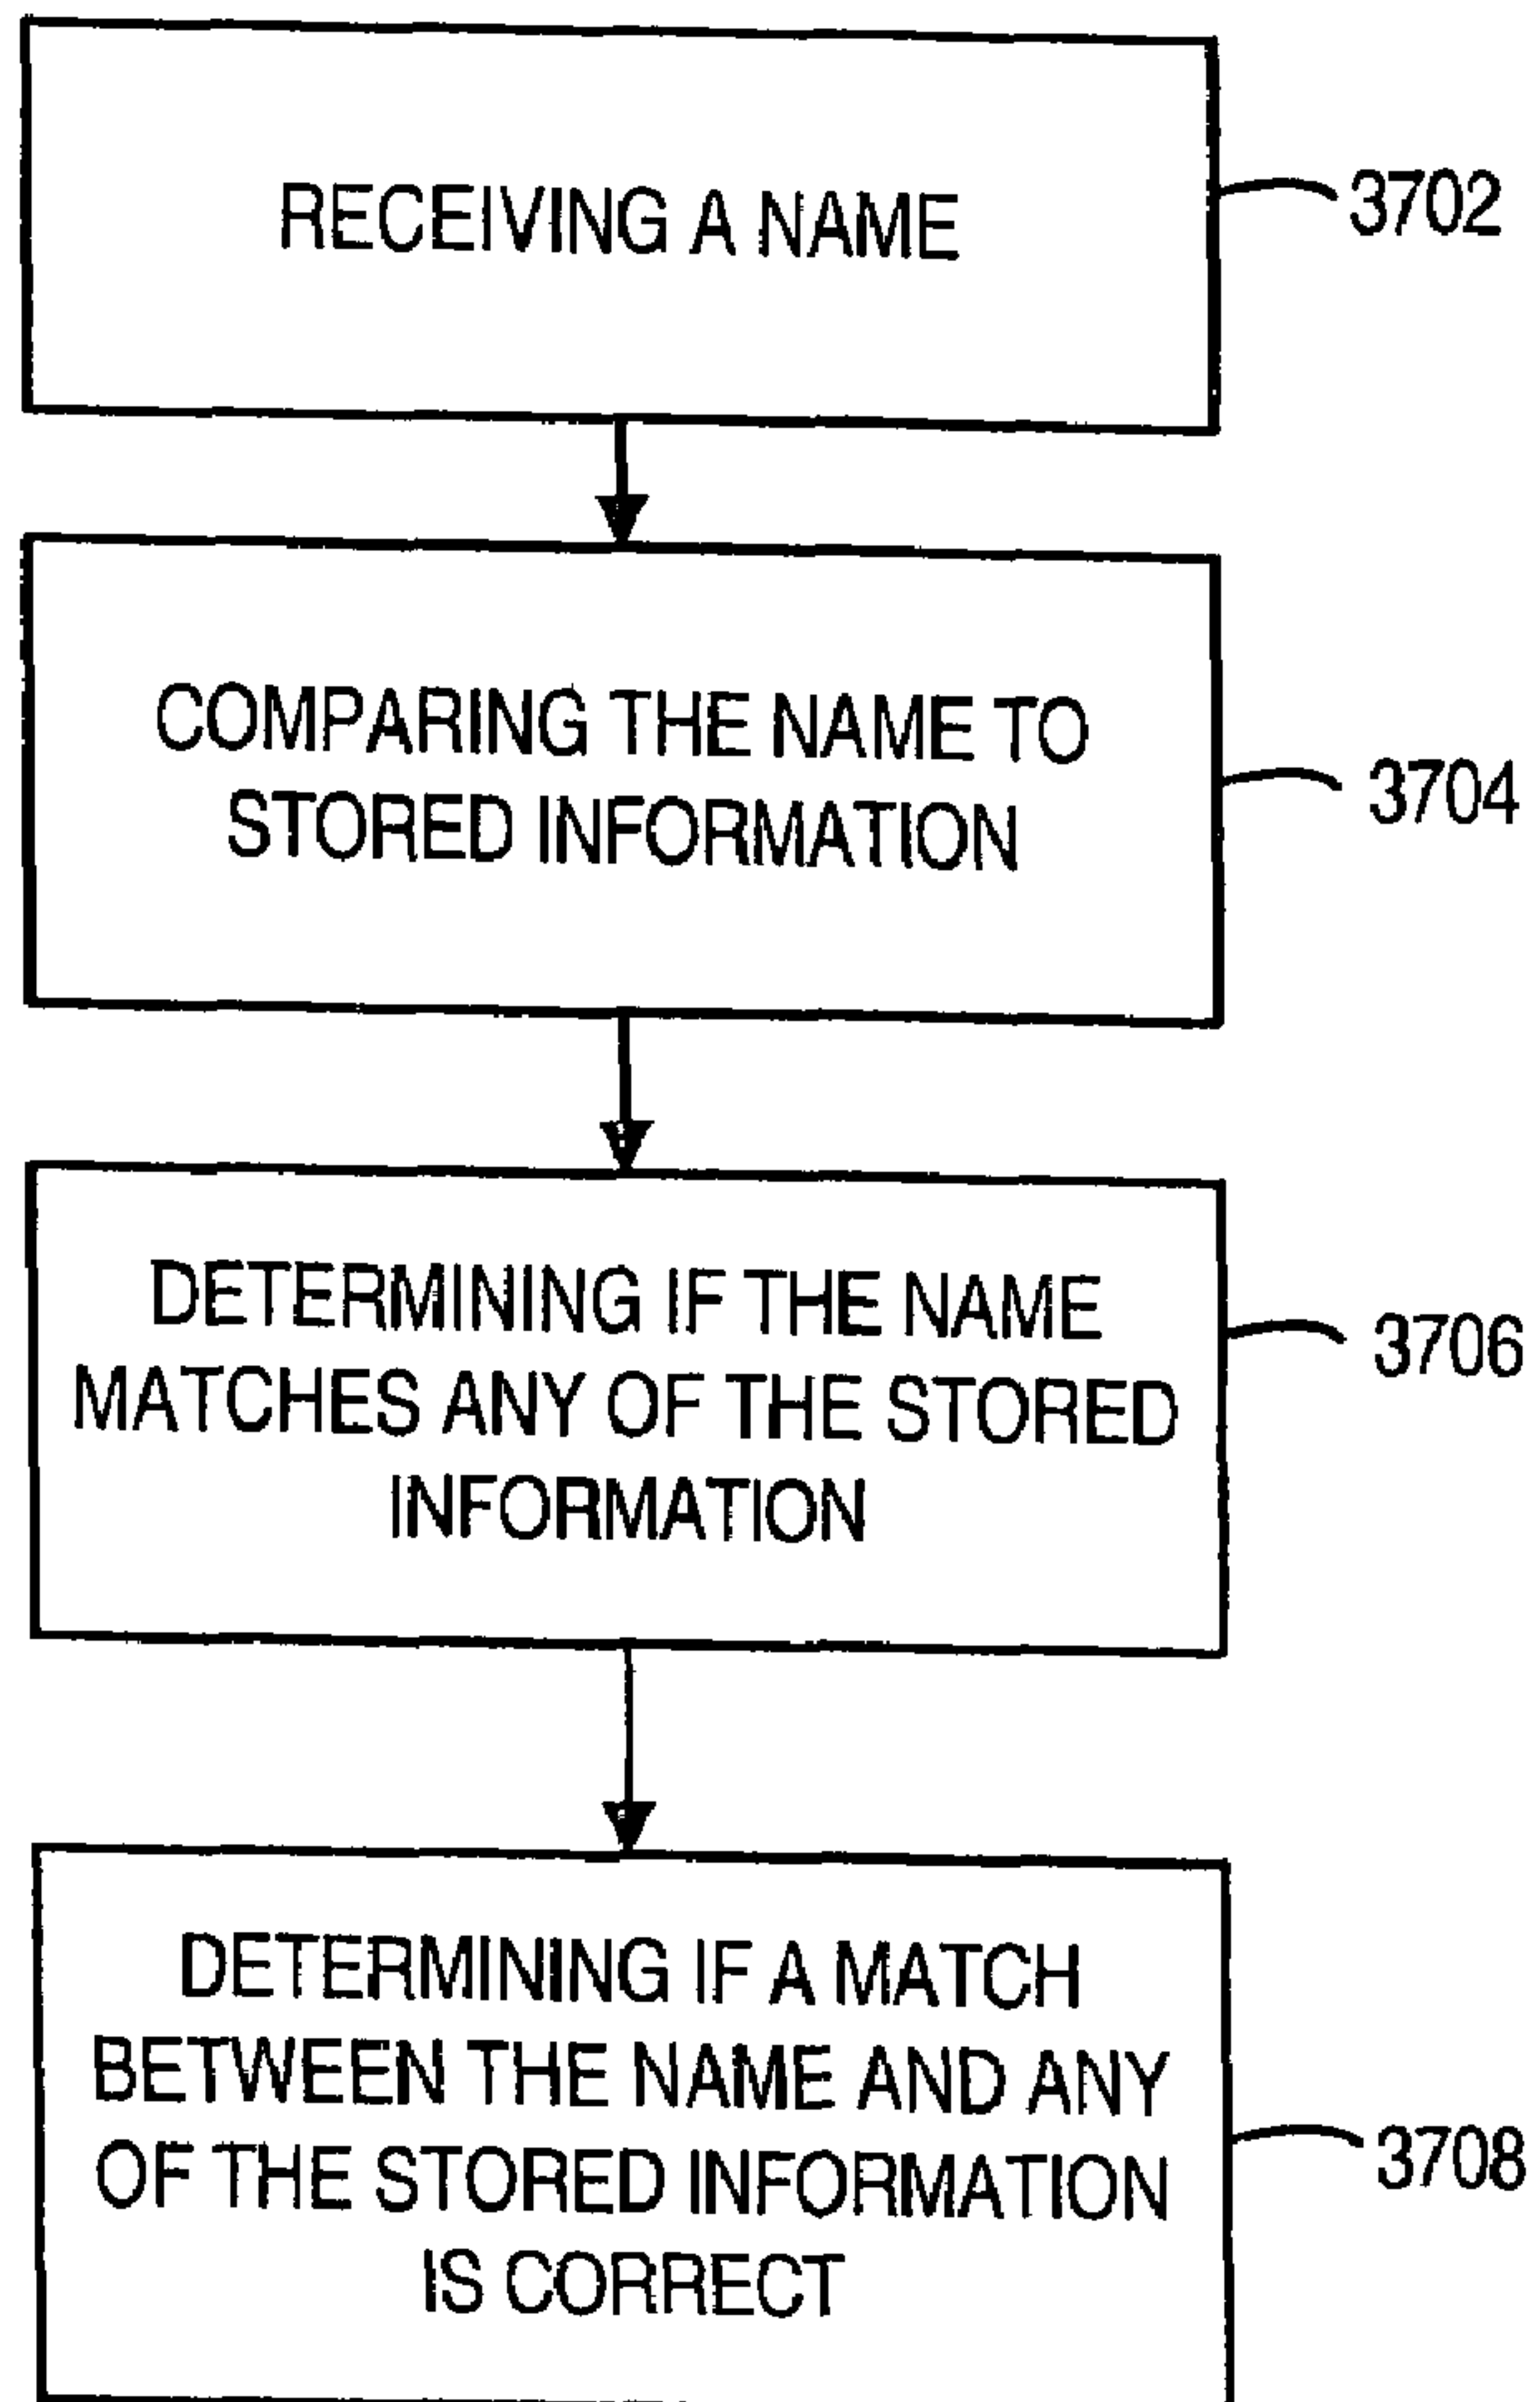 RECEIVING A NAME
3702
COMPARING THE NAME TO
STORED INFORMATION
3704
DETERMINING IF THE NAME
MATCHES ANY OF THE STORED
INFORMATION
3706
DETERMINING IF A MATCH
BETWEEN THE NAME AND ANY
OF THE STORED INFORMATION
IS CORRECT
3708